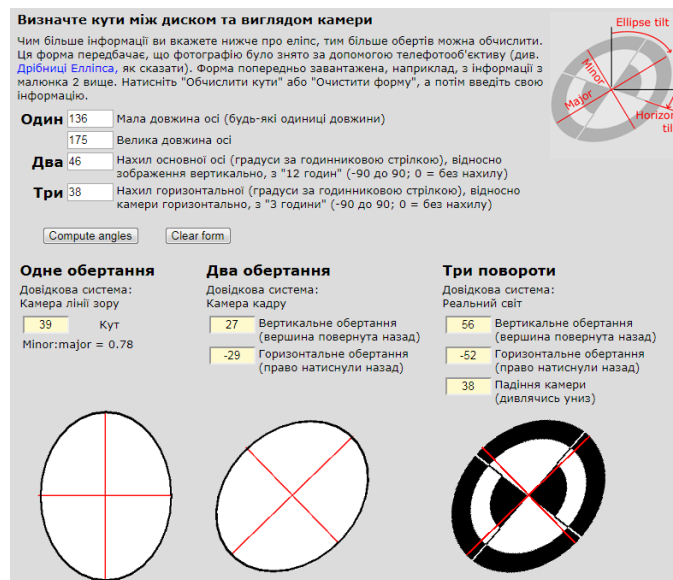 Визначте кути між диском та виглядом камери
Чим більше інформації ви вкажете нижче про еліпс, тим більше обертів можна обчислити.
Ця форма передбачає, що фотографію було знято за допомогою телефотооб'єктиву (див.
Дрібниці Елліпса, як сказати). Форма попередньо завантажена, наприклад, з інформації з
малюнка 2 вище. Натисніть "Обчислити кути" або "Очистити форму", а потім введіть свою
інформацію.
Ellipse tilt
Minor
Major
Horizon
tilt
Один 136 Мала довжина осі (будь-які одиниці довжини)
175 Велика довжина осі
Два 46 Нахил основної осі (градуси за годинниковою стрілкою), відносно
зображення вертикально, з "12 годин" (-90 до 90; 0 = без нахилу)
Три 38 Нахил горизонтальної (градуси за годинниковою стрілкою), відносно
камери горизонтально, з "3 години" (-90 до 90; 0 = без нахилу)
Compute angles Clear form
Одне обертання
Довідкова система:
Камера лінії зору
39 Кут
Minor:major = 0.78
Два обертання
Довідкова система:
Камера кадру
27 Вертикальне обертання
(вершина повернута назад)
-29 Горизонтальне обертання
(право натиснули назад)
Три повороти
Довідкова система:
Реальний світ
56 Вертикальне обертання
(вершина повернута назад)
-52 Горизонтальне обертання
(право натиснули назад)
38 Падіння камери
(дивлячись униз)